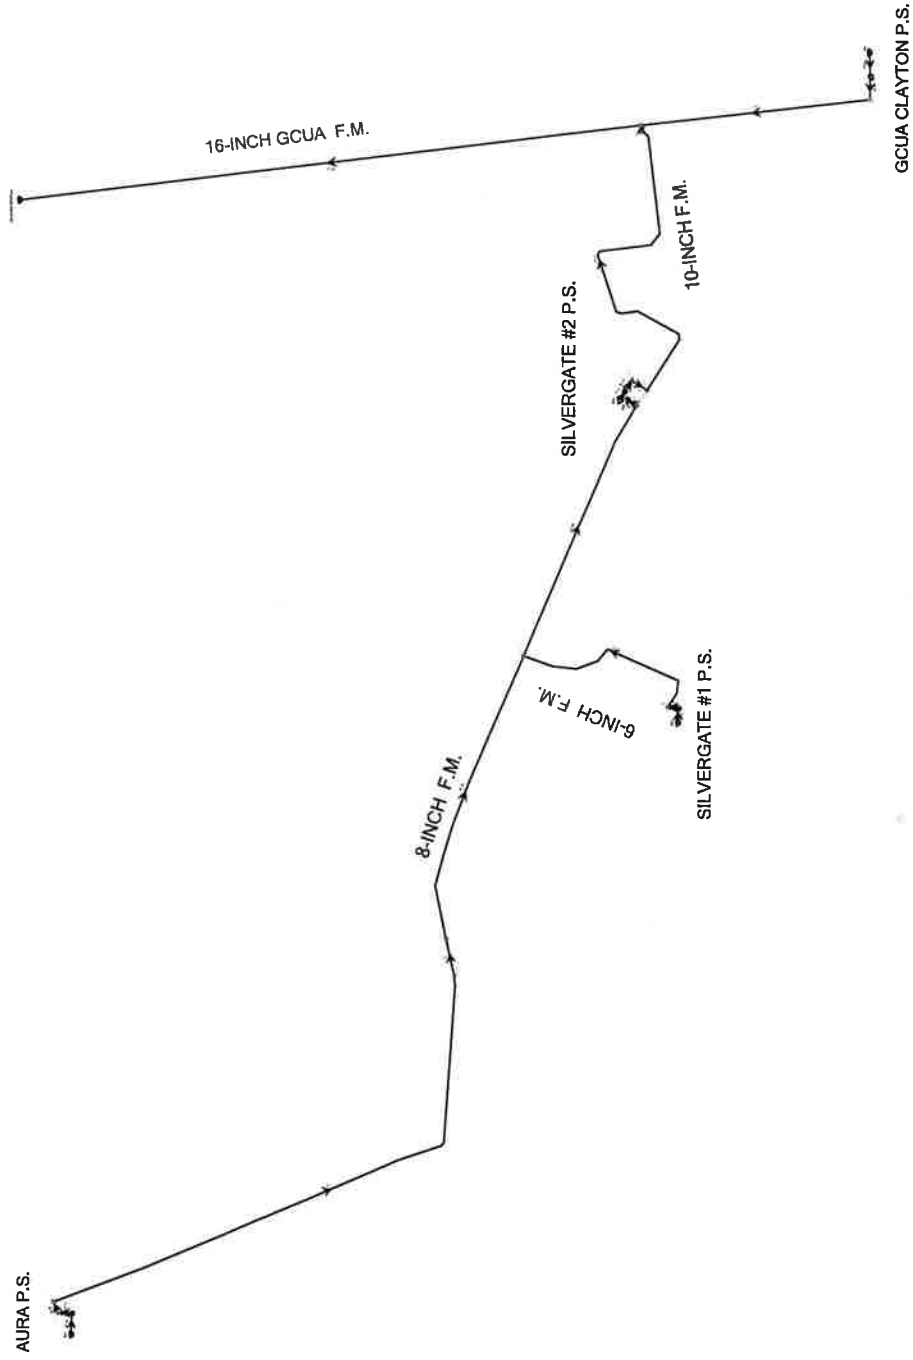 GCUA CLAYTON P.S.
16-INCH GCUA F.M.
10-INCH F.M.
SILVERGATE #2 P.S.
6-INCH F.M.
SILVERGATE #1 P.S.
8-INCH F.M.
AURA P.S.